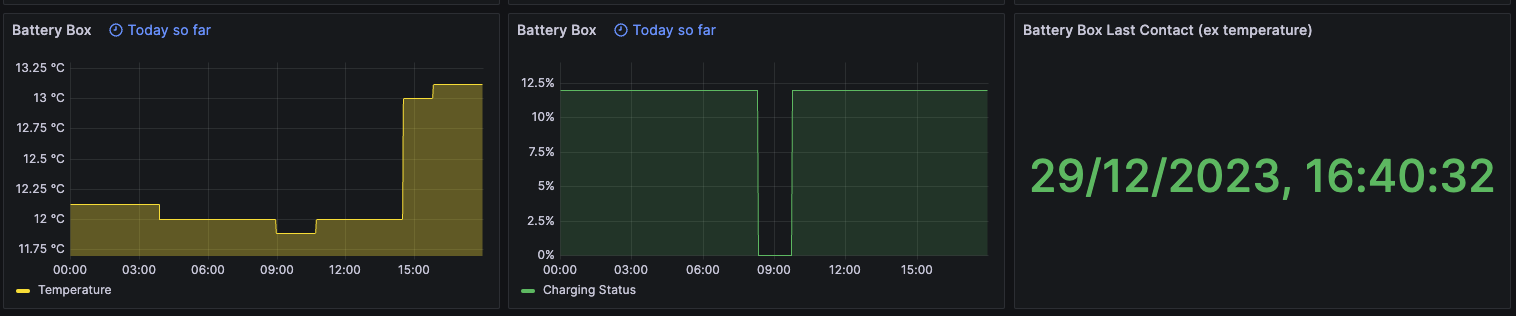 Battery Box Today so far
13.25 °C
13 °C
12.75 °C
12.5 °C
12.25 °C
12 °C
11.75 °C
00:00 03:00 06:00 09:00 12:00 15:00
Temperature
Battery Box Today so far
12.5%
10%
7.5%
5%
2.5%
0%
00:00 03:00 06:00 09:00 12:00 15:00
Charging Status
Battery Box Last Contact (ex temperature)
29/12/2023, 16:40:32